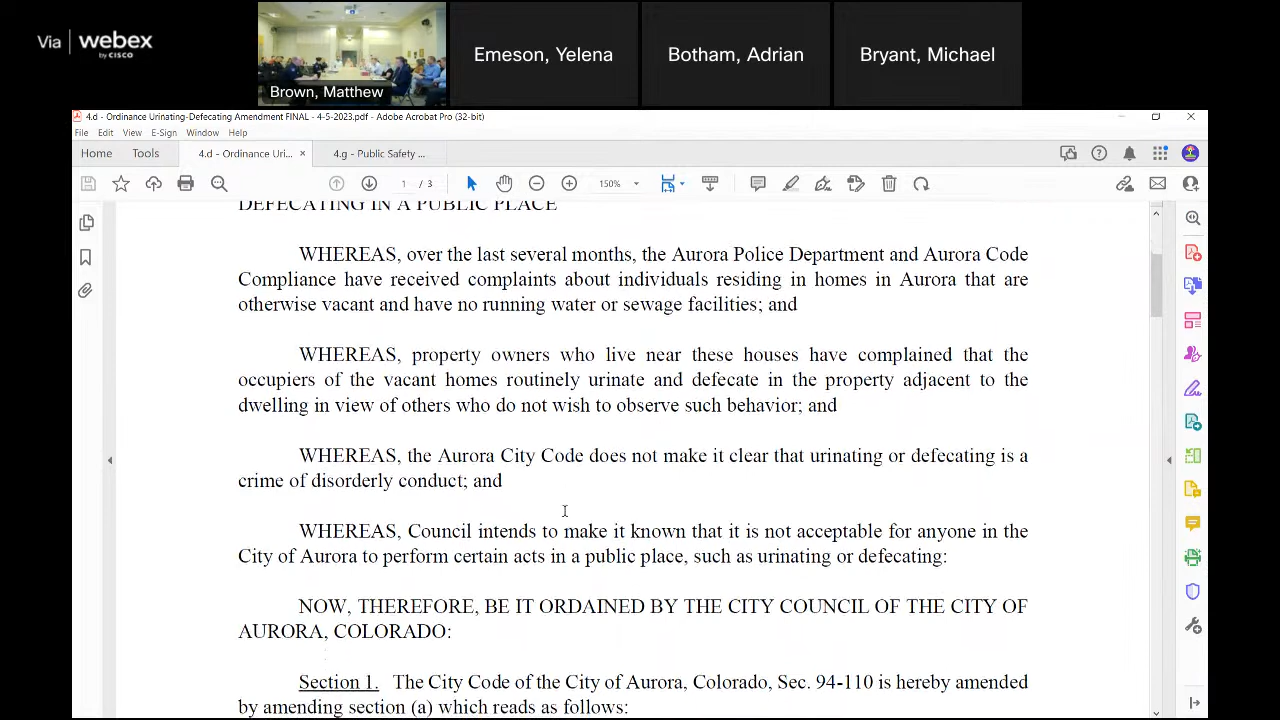 Via webex
by CISCO
Brown, Matthew
Emeson, Yelena
Botham, Adrian
Bryant, Michael
4.d - Ordinance Urinating-Defecating Amendment FINAL - 4-5-2023.pdf - Adobe Acrobat Pro (32-bit)
File Edit View E-Sign Window Help
Home Tools 4.d - Ordinance Uri... × 4.g - Public Safety ...
1 / 3 150%
DEFECATING IN A PUBLIC PLACE
WHEREAS, over the last several months, the Aurora Police Department and Aurora Code
Compliance have received complaints about individuals residing in homes in Aurora that are
otherwise vacant and have no running water or sewage facilities; and
WHEREAS, property owners who live near these houses have complained that the
occupiers of the vacant homes routinely urinate and defecate in the property adjacent to the
dwelling in view of others who do not wish to observe such behavior; and
WHEREAS, the Aurora City Code does not make it clear that urinating or defecating is a
crime of disorderly conduct; and
WHEREAS, Council intends to make it known that it is not acceptable for anyone in the
City of Aurora to perform certain acts in a public place, such as urinating or defecating:
NOW, THEREFORE, BE IT ORDAINED BY THE CITY COUNCIL OF THE CITY OF
AURORA, COLORADO:
Section 1. The City Code of the City of Aurora, Colorado, Sec. 94-110 is hereby amended
by amending section (a) which reads as follows: